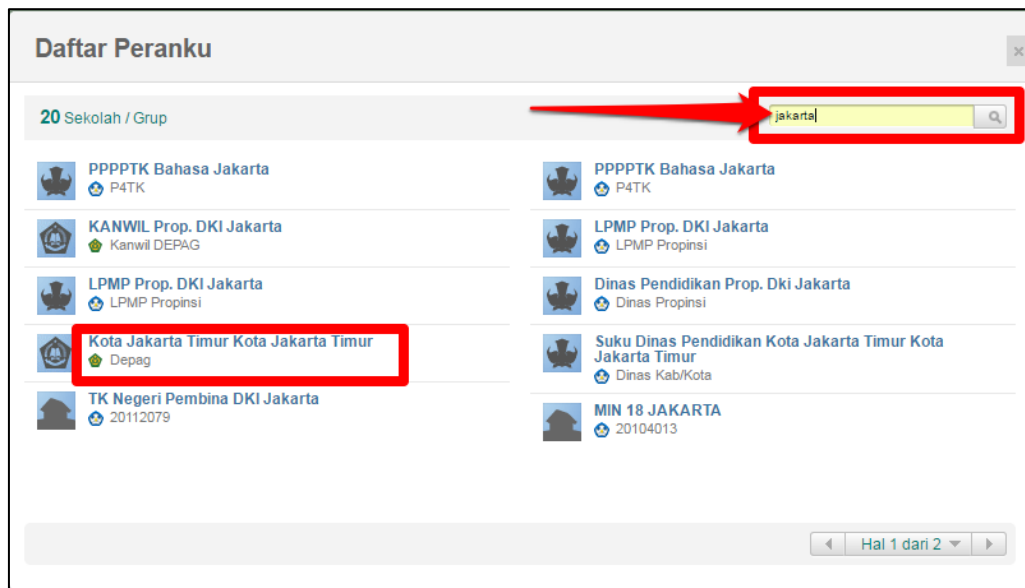 Daftar Peranku
×
20 Sekolah / Grup
jakarta
PPPPTK Bahasa Jakarta
P4TK
KANWIL Prop. DKI Jakarta
Kanwil DEPAG
LPMP Prop. DKI Jakarta
LPMP Propinsi
Kota Jakarta Timur Kota Jakarta Timur
Depag
TK Negeri Pembina DKI Jakarta
20112079
PPPPTK Bahasa Jakarta
P4TK
LPMP Prop. DKI Jakarta
LPMP Propinsi
Dinas Pendidikan Prop. Dki Jakarta
Dinas Propinsi
Suku Dinas Pendidikan Kota Jakarta Timur Kota
Jakarta Timur
Dinas Kab/Kota
MIN 18 JAKARTA
20104013
Hal 1 dari 2